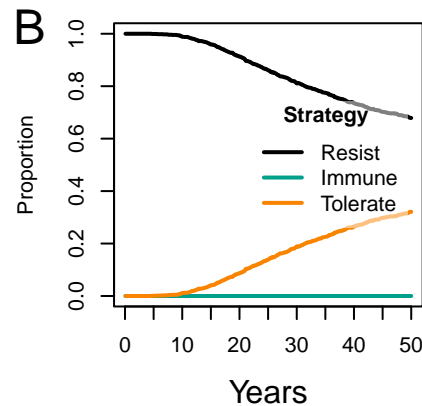 B
Proportion
1.0
0.8
0.6
0.4
0.2
0.0
Strategy
Resist
Immune
Tolerate
0 10 20 30 40 50
Years